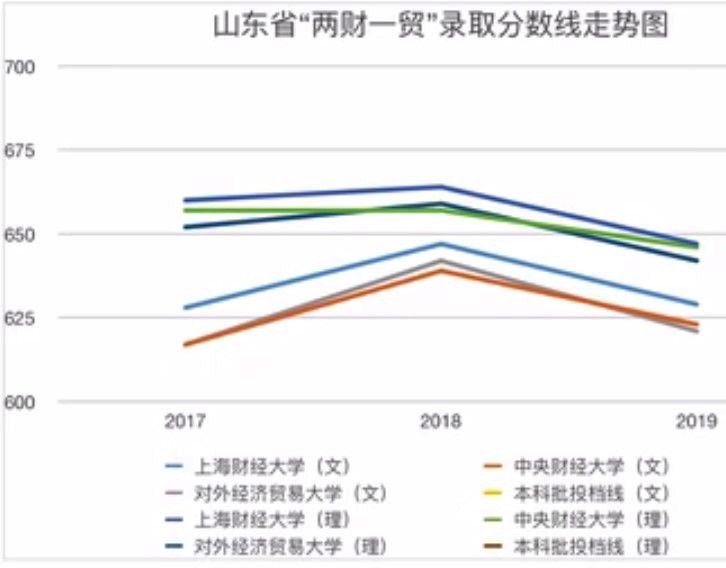 山东省“两财一贸”录取分数线走势图
700
675
650
625
600
2017 2018 2019
上海财经大学（文） 中央财经大学（文）
对外经济贸易大学（文） 本科批投档线（文）
上海财经大学（理） 中央财经大学（理）
对外经济贸易大学（理） 本科批投档线（理）